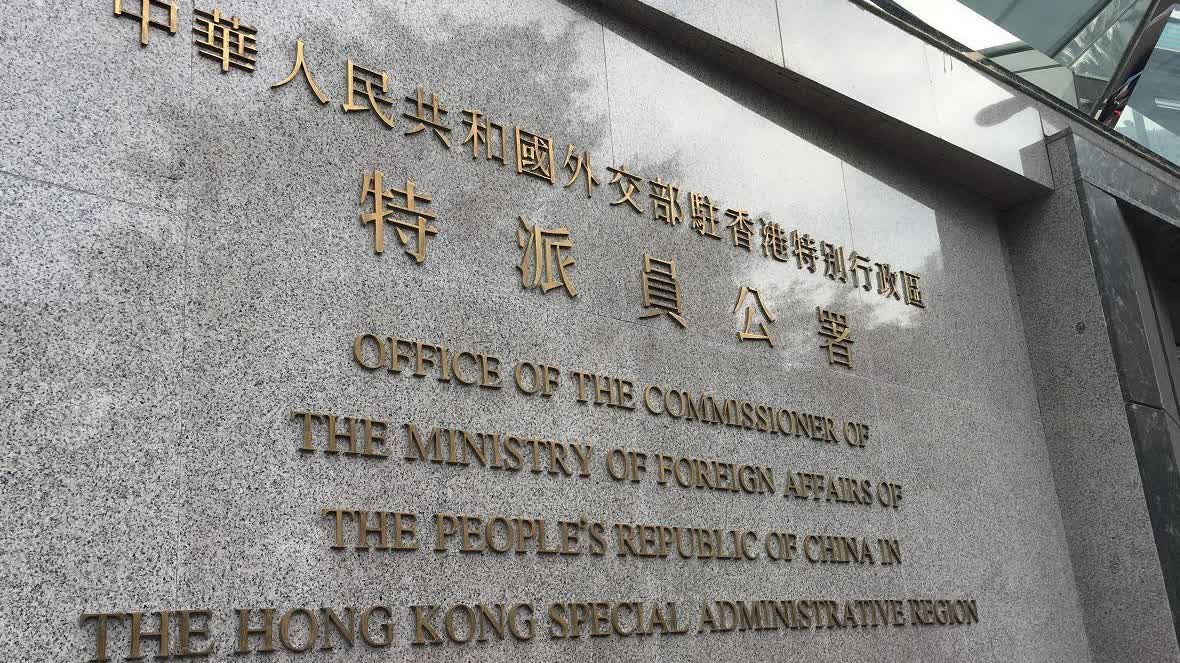 中華人民共和國外交部駐香港特別行政區
特派員公署
OFFICE OF THE COMMISSIONER OF
THE MINISTRY OF FOREIGN AFFAIRS OF
THE PEOPLE'S REPUBLIC OF CHINA IN
THE HONG KONG SPECIAL ADMINISTRATIVE REGION